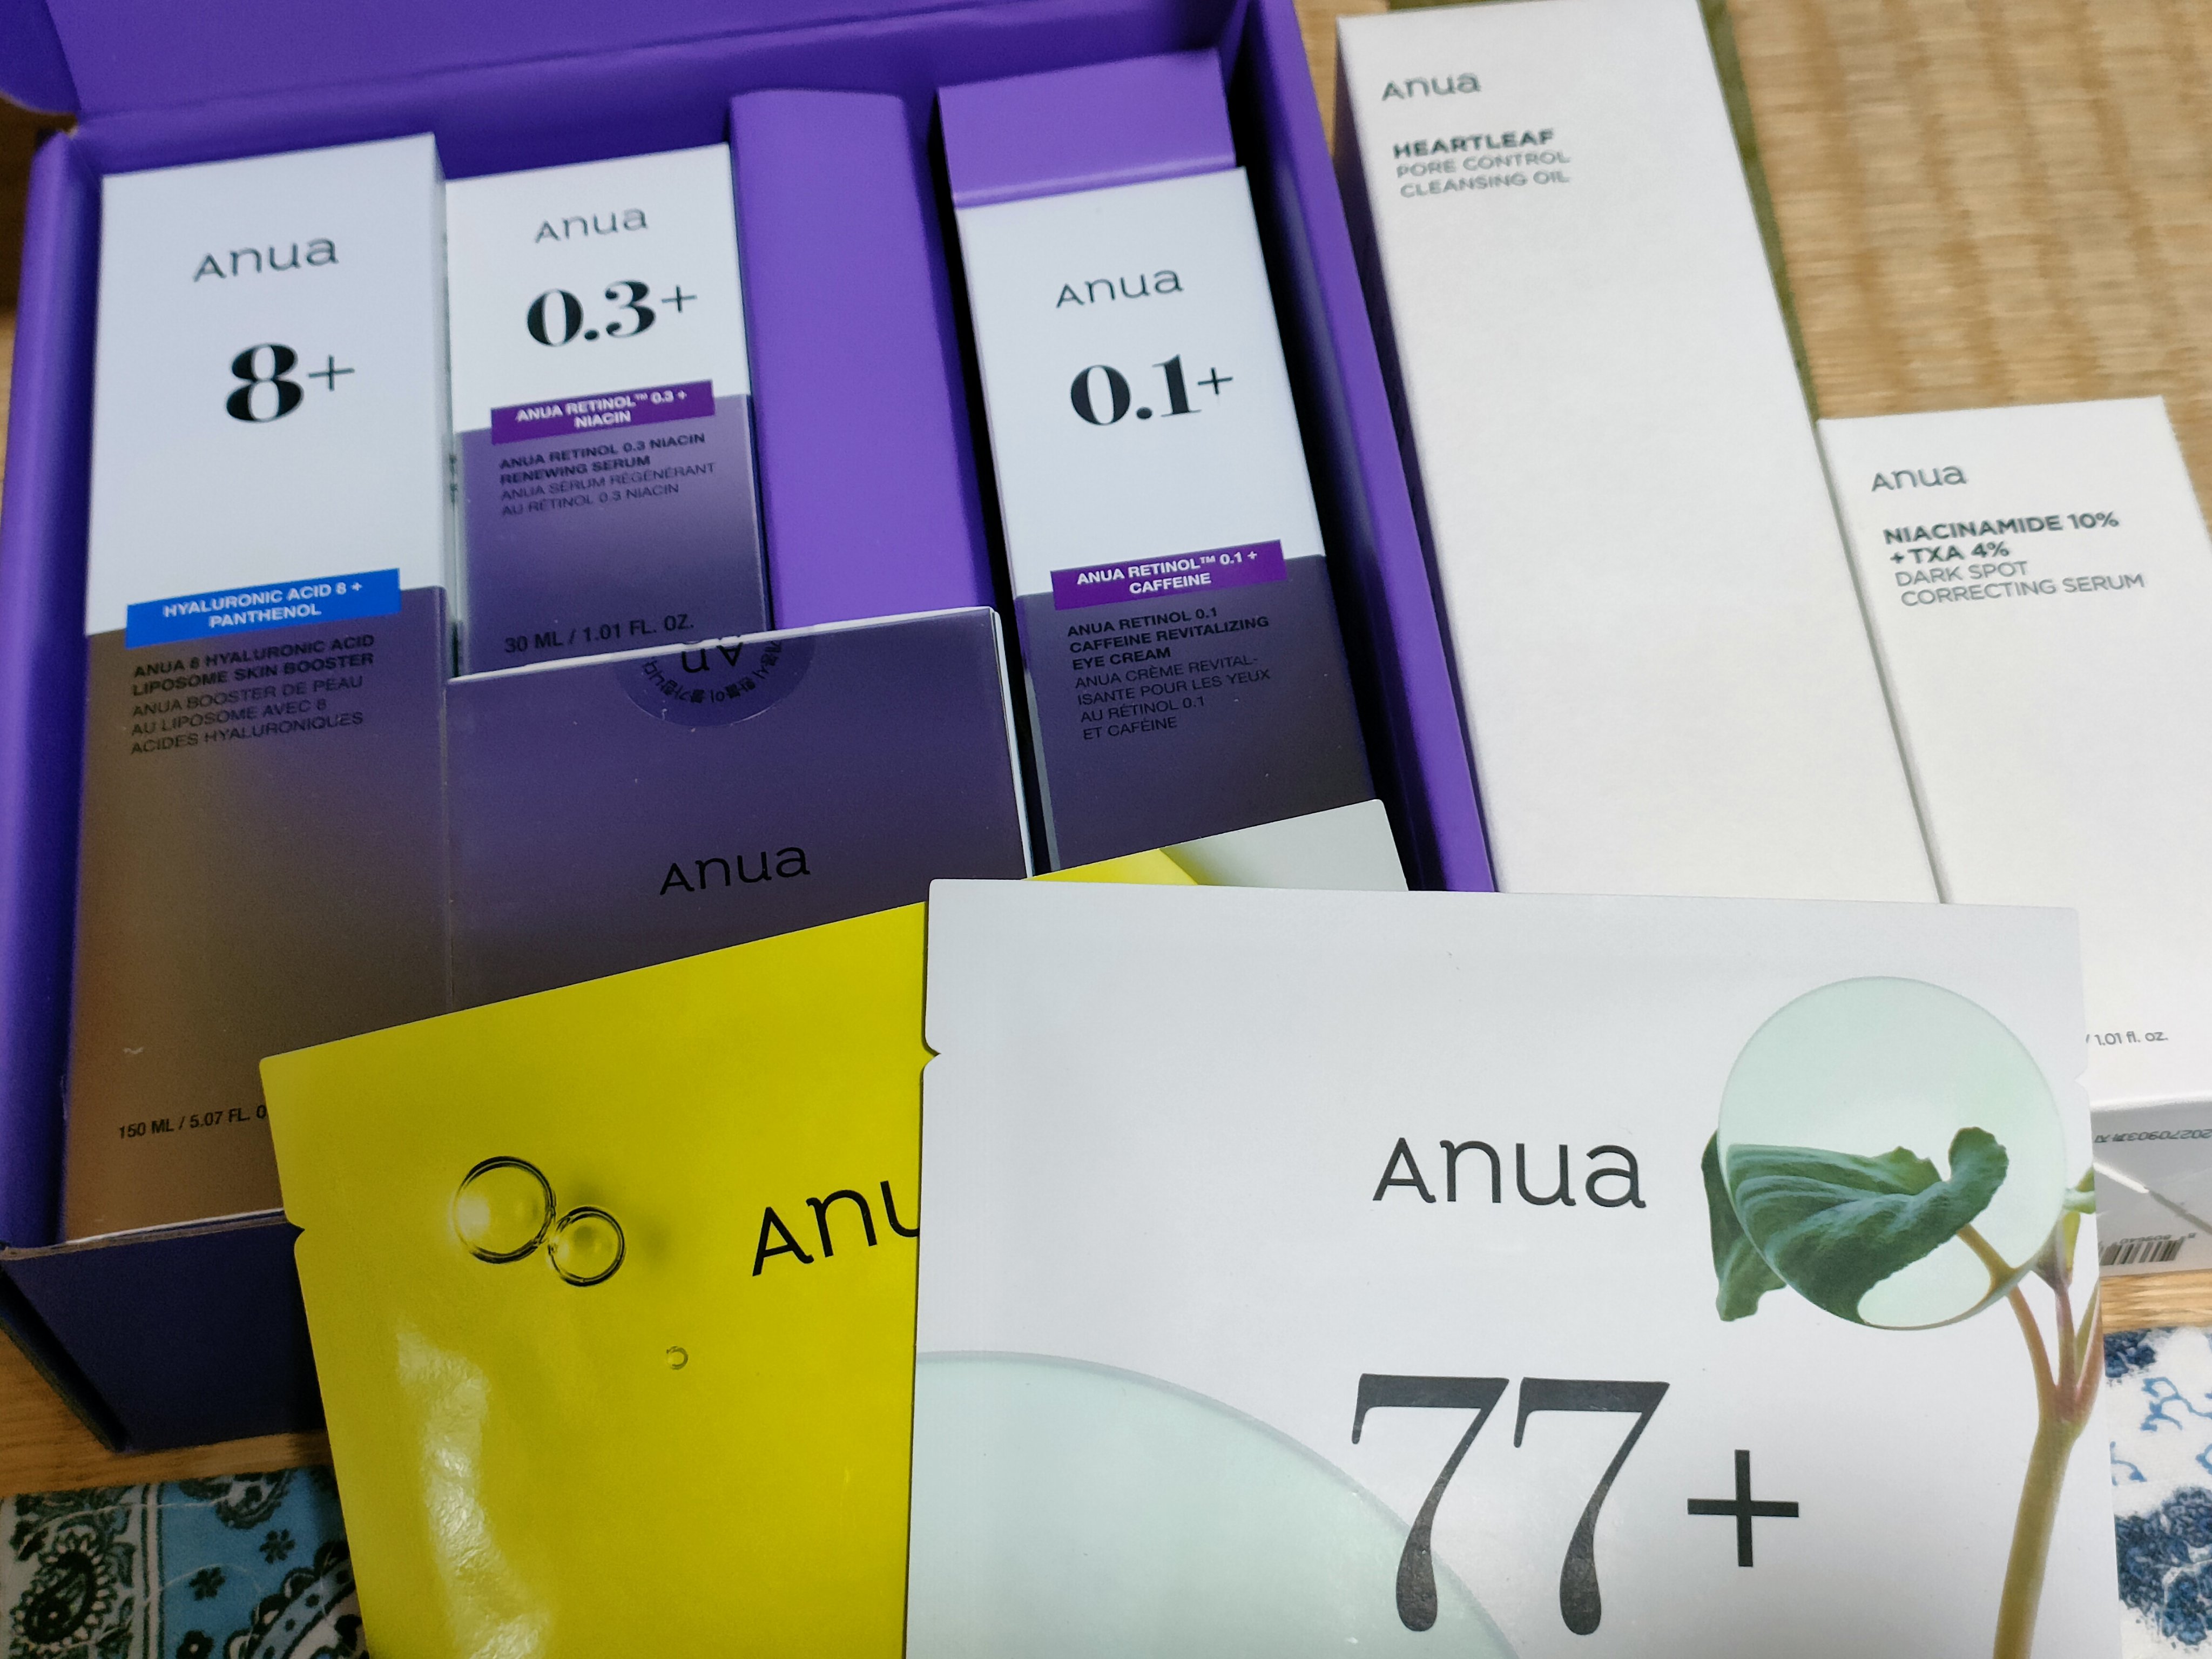 Anua
8+
HYALURONIC ACID 8 +
PANTHENOL
ANUA 8 HYALURONIC ACID
LIPOSOME SKIN BOOSTER
ANUA BOOSTER DE PEAU
AU LIPOSOME AVEC 8
ACIDES HYALURONIQUES
150 ML / 5.07 FL.
Anua
0.3+
ANUA RETINOL™ 0.3 +
NIACIN
ANUA RETINOL 0.3 NIACIN
RENEWING SERUM
ANUA SÉRUM RÉGÉNÉRANT
AU RÉTINOL 0.3 NIACIN
30 ML / 1.01 FL. OZ.
Anua
Anua
0.1+
ANUA RETINOL™ 0.1 +
CAFFEINE
ANUA RETINOL 0.1
CAFFEINE REVITALIZING
EYE CREAM
ANUA CRÈME REVITAL-
ISANTE POUR LES YEUX
AU RÉTINOL 0.1
ET CAFÉINE
Anua
HEARTLEAF
PORE CONTROL
CLEANSING OIL
Anua
NIACINAMIDE 10%
+TXA 4%
DARK SPOT
CORRECTING SERUM
/ 1.01 fl. oz.
Anu
Anua
77+